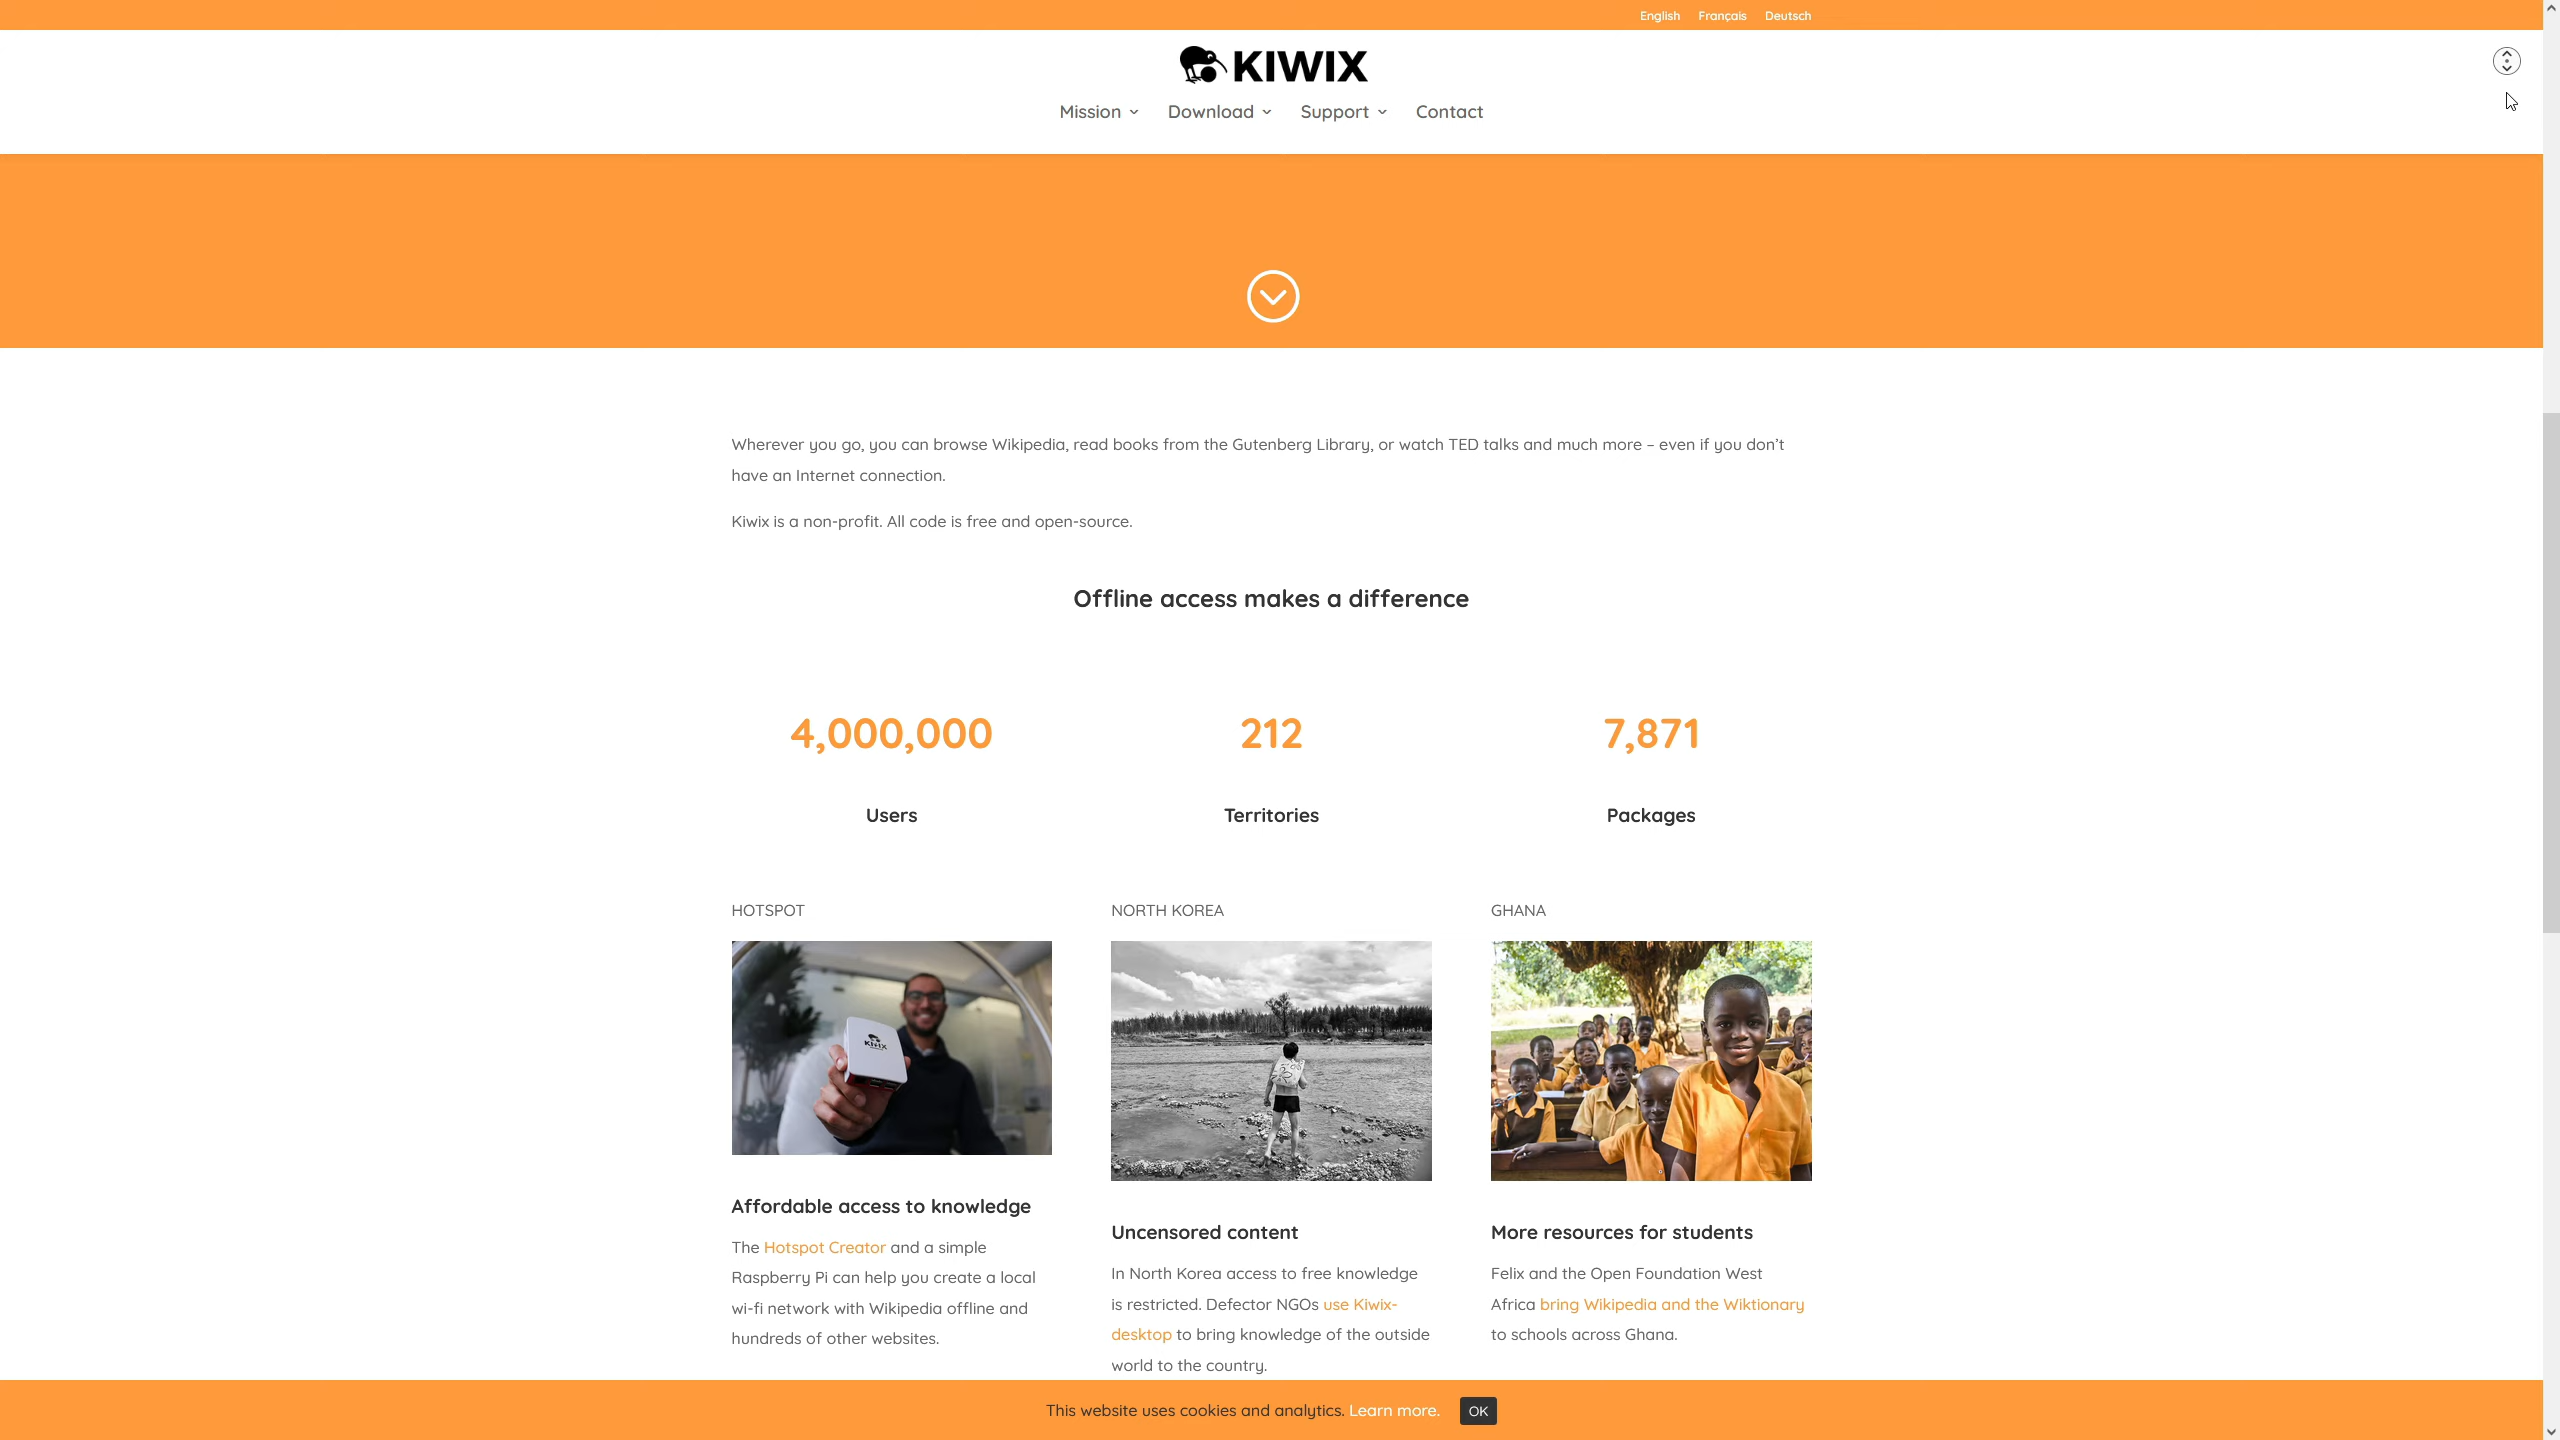 English Français Deutsch
KIWIX
Mission Download Support Contact
Wherever you go, you can browse Wikipedia, read books from the Gutenberg Library, or watch TED talks and much more – even if you don’t
have an Internet connection.
Kiwix is a non-profit. All code is free and open-source.
Offline access makes a difference
4,000,000
Users
212
Territories
7,871
Packages
HOTSPOT
KIWIX
Affordable access to knowledge
The Hotspot Creator and a simple
Raspberry Pi can help you create a local
wi-fi network with Wikipedia offline and
hundreds of other websites.
NORTH KOREA
Uncensored content
In North Korea access to free knowledge
is restricted. Defector NGOs use Kiwix-
desktop to bring knowledge of the outside
world to the country.
GHANA
More resources for students
Felix and the Open Foundation West
Africa bring Wikipedia and the Wiktionary
to schools across Ghana.
This website uses cookies and analytics. Learn more. OK